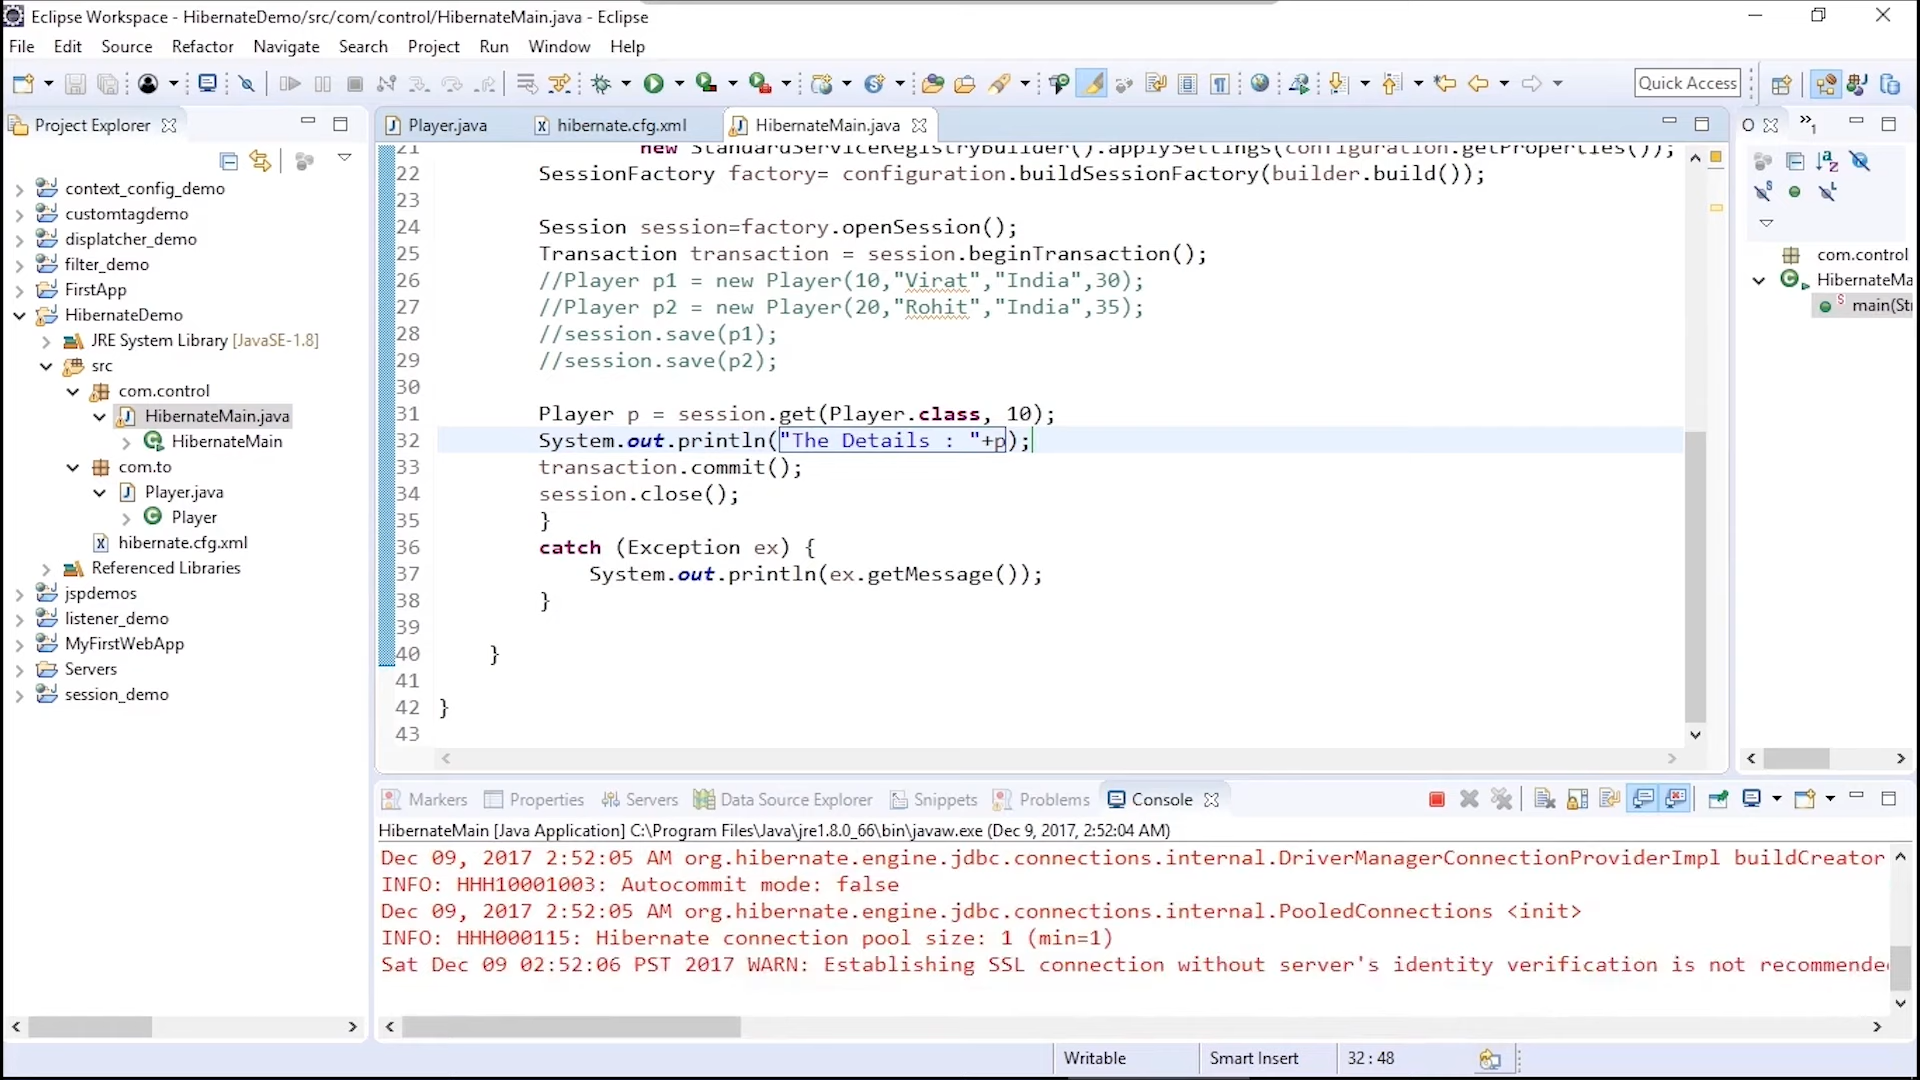 Eclipse Workspace - HibernateDemo/src/com/control/HibernateMain.java - Eclipse
File Edit Source Refactor Navigate Search Project Run Window Help
Quick Access
Project Explorer
Player.java hibernate.cfg.xml HibernateMain.java
context_config_demo
customtagdemo
displatcher_demo
filter_demo
FirstApp
HibernateDemo
JRE System Library [JavaSE-1.8]
src
com.control
HibernateMain.java
HibernateMain
com.to
Player.java
Player
hibernate.cfg.xml
Referenced Libraries
jspdemos
listener_demo
MyFirstWebApp
Servers
session_demo
21 new StandardServiceRegistryBuilder().applySettings(configuration.getProperties());
22 SessionFactory factory= configuration.buildSessionFactory(builder.build());
23
24 Session session=factory.openSession();
25 Transaction transaction = session.beginTransaction();
26 //Player p1 = new Player(10,"Virat","India",30);
27 //Player p2 = new Player(20,"Rohit","India",35);
28 //session.save(p1);
29 //session.save(p2);
30
31 Player p = session.get(Player.class, 10);
32 System.out.println("The Details : "+p);
33 transaction.commit();
34 session.close();
35 }
36 catch (Exception ex) {
37 System.out.println(ex.getMessage());
38 }
39
40 }
41
42 }
43
com.control
HibernateMa
main(Str
Markers Properties Servers Data Source Explorer Snippets Problems Console
HibernateMain [Java Application] C:\Program Files\Java\jre1.8.0_66\bin\javaw.exe (Dec 9, 2017, 2:52:04 AM)
Dec 09, 2017 2:52:05 AM org.hibernate.engine.jdbc.connections.internal.DriverManagerConnectionProviderImpl buildCreator
INFO: HHH10001003: Autocommit mode: false
Dec 09, 2017 2:52:05 AM org.hibernate.engine.jdbc.connections.internal.PooledConnections <init>
INFO: HHH000115: Hibernate connection pool size: 1 (min=1)
Sat Dec 09 02:52:06 PST 2017 WARN: Establishing SSL connection without server's identity verification is not recommende
Writable Smart Insert 32 : 48